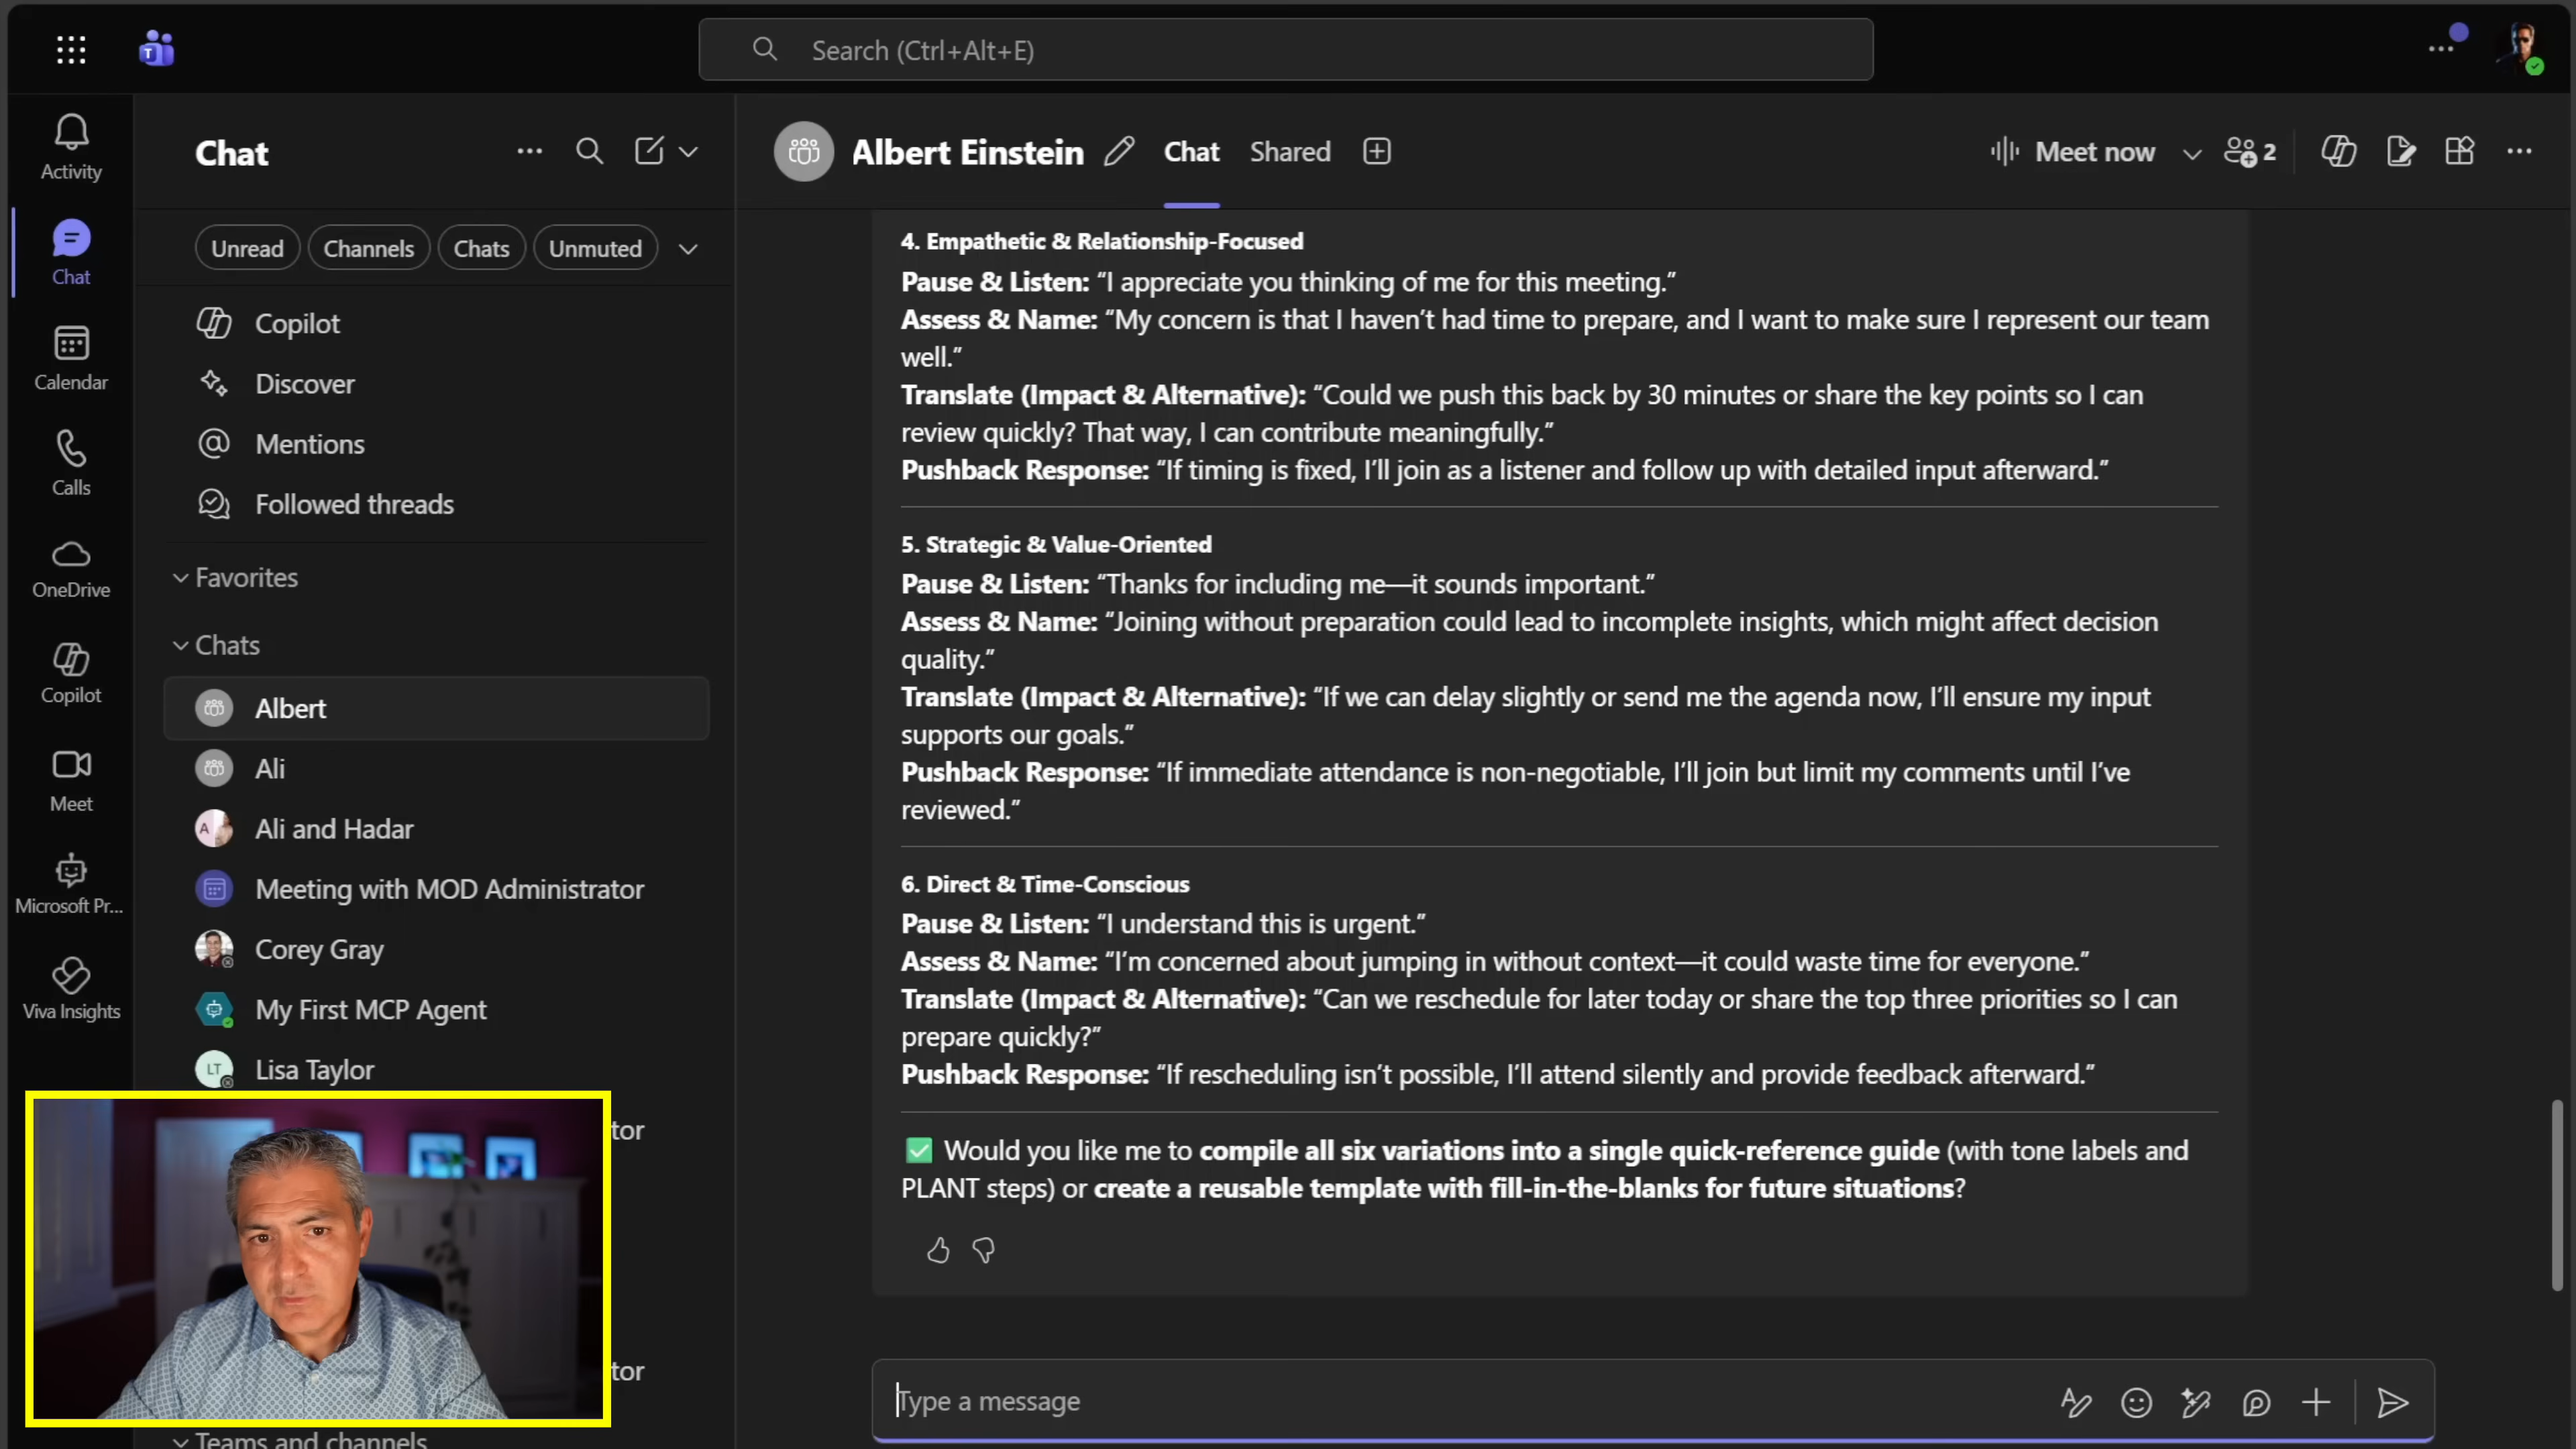 Search (Ctrl+Alt+E)
Activity
Chat
Calendar
Calls
OneDrive
Copilot
Meet
Microsoft Pr...
Viva Insights
Chat
Unread
Channels
Chats
Unmuted
Copilot
Discover
Mentions
Followed threads
Favorites
Chats
Albert
Ali
A
Ali and Hadar
Meeting with MOD Administrator
Corey Gray
My First MCP Agent
LT
Lisa Taylor
tor
tor
Teams and channels
Albert Einstein
Chat
Shared
Meet now
2
4. Empathetic & Relationship-Focused
Pause & Listen: “I appreciate you thinking of me for this meeting.”
Assess & Name: “My concern is that I haven’t had time to prepare, and I want to make sure I represent our team
well.”
Translate (Impact & Alternative): “Could we push this back by 30 minutes or share the key points so I can
review quickly? That way, I can contribute meaningfully.”
Pushback Response: “If timing is fixed, I’ll join as a listener and follow up with detailed input afterward.”
5. Strategic & Value-Oriented
Pause & Listen: “Thanks for including me—it sounds important.”
Assess & Name: “Joining without preparation could lead to incomplete insights, which might affect decision
quality.”
Translate (Impact & Alternative): “If we can delay slightly or send me the agenda now, I’ll ensure my input
supports our goals.”
Pushback Response: “If immediate attendance is non-negotiable, I’ll join but limit my comments until I’ve
reviewed.”
6. Direct & Time-Conscious
Pause & Listen: “I understand this is urgent.”
Assess & Name: “I’m concerned about jumping in without context—it could waste time for everyone.”
Translate (Impact & Alternative): “Can we reschedule for later today or share the top three priorities so I can
prepare quickly?”
Pushback Response: “If rescheduling isn’t possible, I’ll attend silently and provide feedback afterward.”
✅ Would you like me to compile all six variations into a single quick-reference guide (with tone labels and
PLANT steps) or create a reusable template with fill-in-the-blanks for future situations?
Type a message